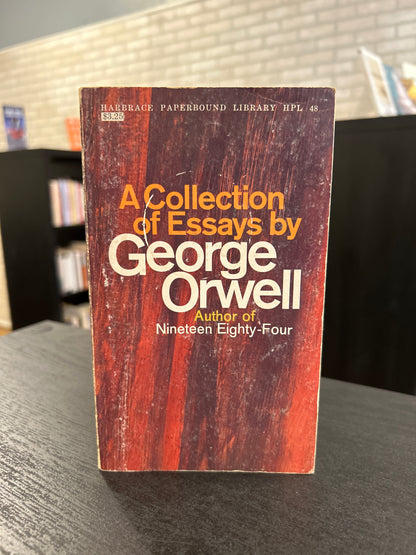 HARBRACE PAPERBOUND LIBRARY HPL 48
$3.25
A Collection
of Essays by
George
Orwell
Author of
Nineteen Eighty-Four